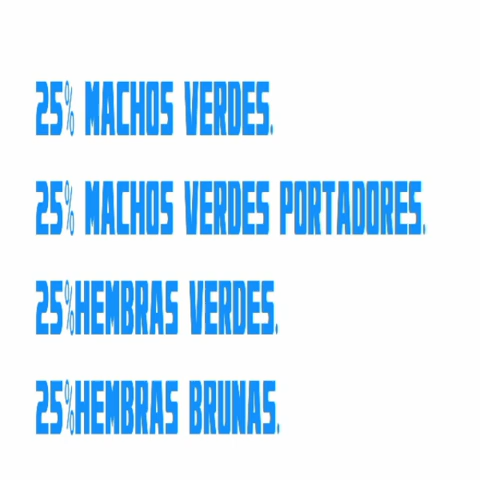 25% MACHOS VERDES.
25% MACHOS VERDES PORTADORES.
25%HEMBRAS VERDES.
25%HEMBRAS BRUNAS.